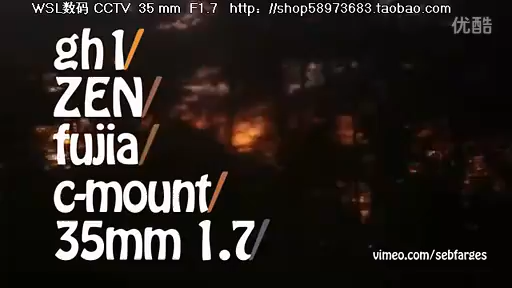 WSL数码 CCTV 35 mm F1.7 http: //shop58973683.taobao.com/
优酷
gh1/
ZEN/
fujia/
c-mount/
35mm 1.7/
vimeo.com/sebfarges